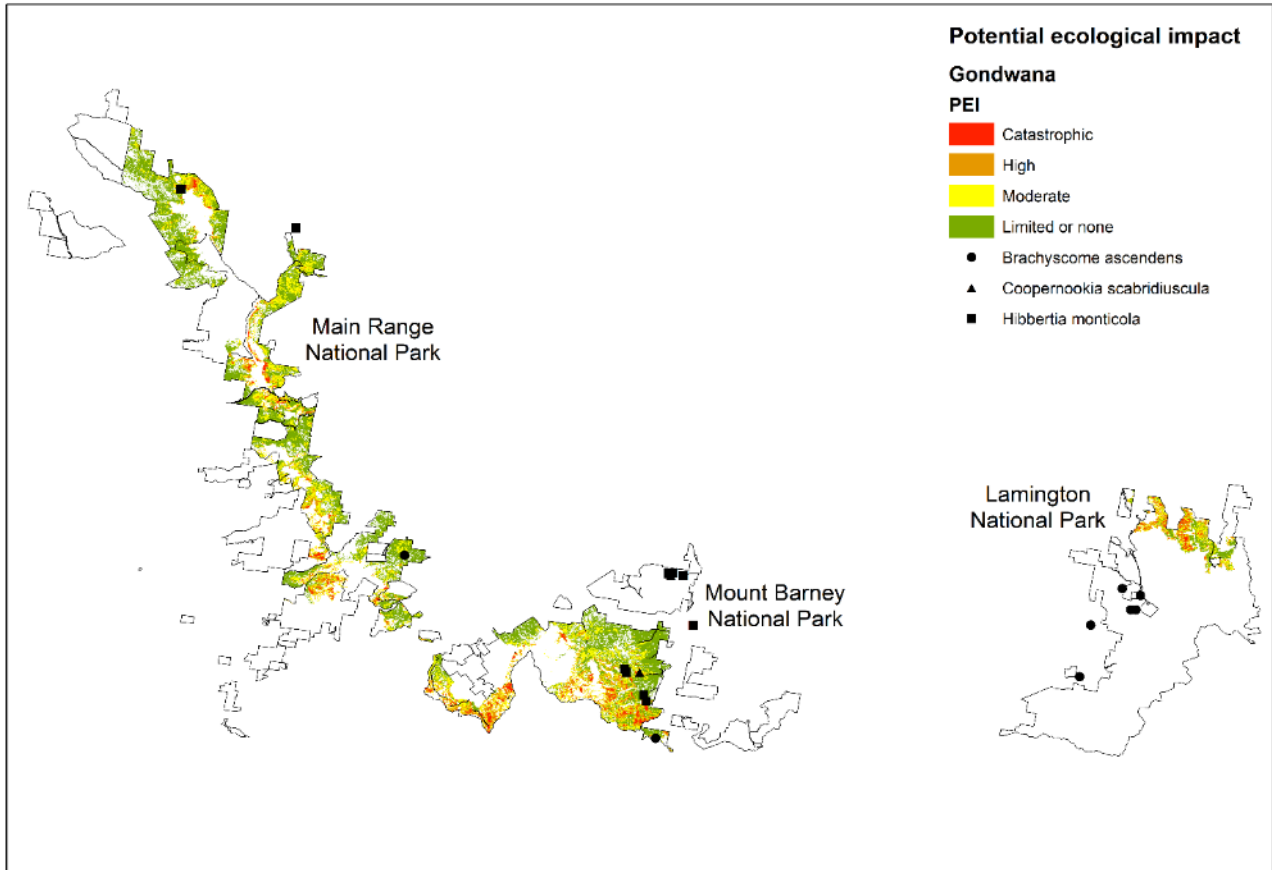 Potential ecological impact
Gondwana
PEI
Catastrophic
High
Moderate
Limited or none
Brachyscome ascendens
Coopernookia scabridiuscula
Hibbertia monticola
Main Range
National Park
Lamington
National Park
Mount Barney
National Park